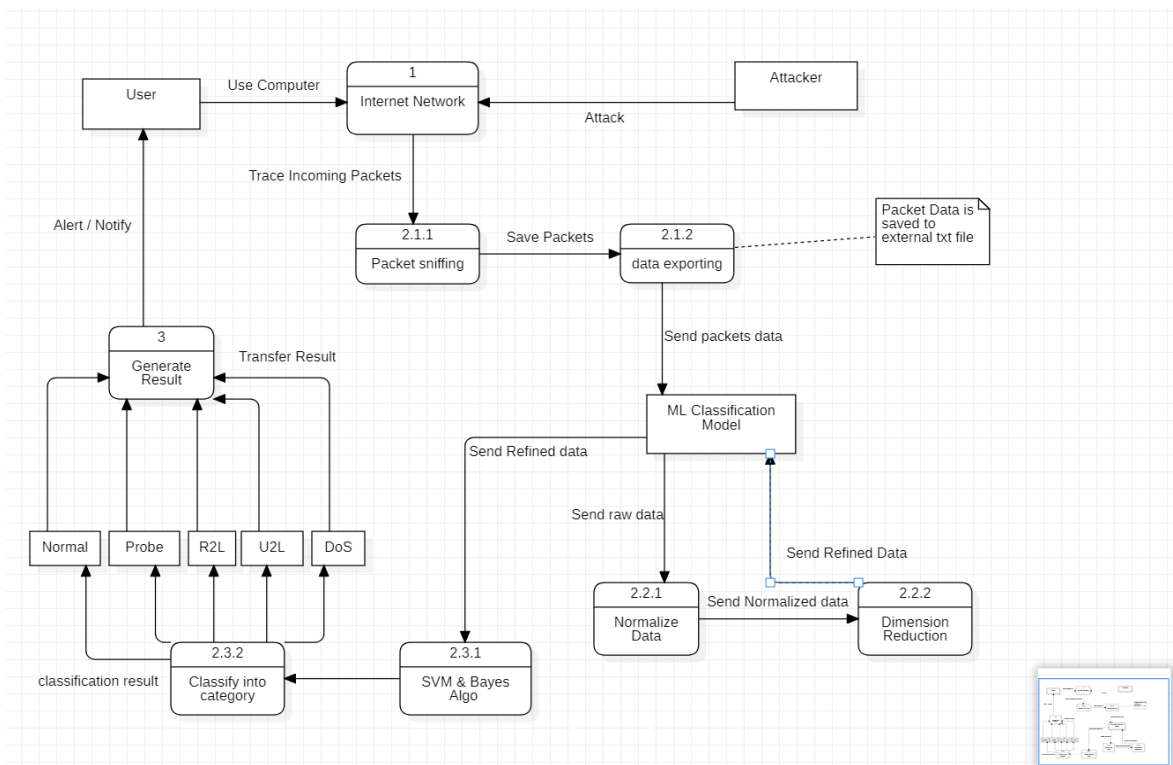 1
Internet Network
User
Use Computer
Attacker
Attack
Trace Incoming Packets
Alert / Notify
2.1.1
Packet sniffing
Save Packets
2.1.2
data exporting
Packet Data is
saved to
external txt file
Send packets data
3
Generate
Result
Transfer Result
ML Classification
Model
Send Refined data
Send raw data
Send Refined Data
Normal
Probe
R2L
U2L
DoS
2.2.1
Normalize
Data
Send Normalized data
2.2.2
Dimension
Reduction
classification result
2.3.2
Classify into
category
2.3.1
SVM & Bayes
Algo